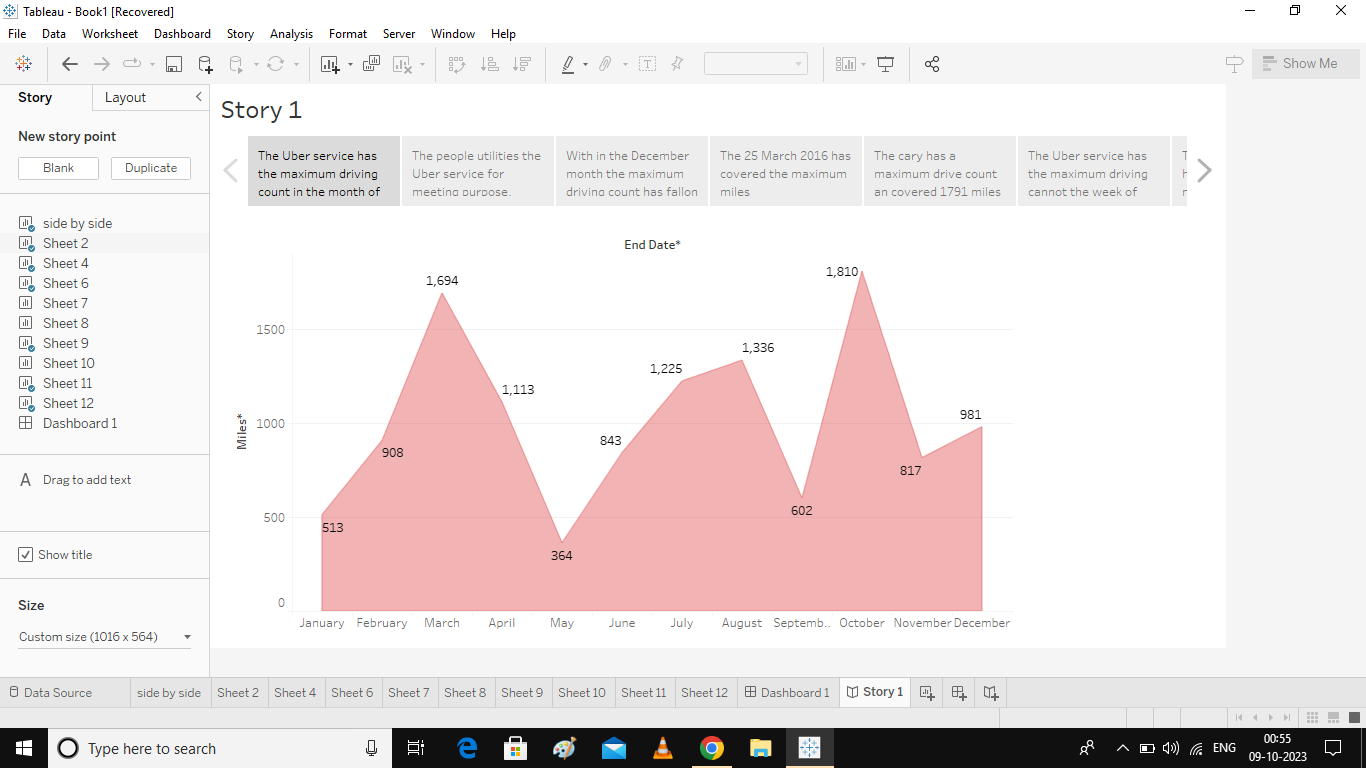 Tableau - Book1 [Recovered]
File Data Worksheet Dashboard Story Analysis Format Server Window Help
Show Me
Story Layout
New story point
Blank Duplicate
side by side
Sheet 2
Sheet 4
Sheet 6
Sheet 7
Sheet 8
Sheet 9
Sheet 10
Sheet 11
Sheet 12
Dashboard 1
A Drag to add text
Show title
Size
Custom size (1016 x 564)
Story 1
The Uber service has
the maximum driving
count in the month of
The people utilities the
Uber service for
meeting purpose.
With in the December
month the maximum
driving count has fallon
The 25 March 2016 has
covered the maximum
miles
The cary has a
maximum drive count
an covered 1791 miles
The Uber service has
the maximum driving
cannot the week of
End Date*
Miles*
1500
1000
500
0
513
908
1,694
1,113
364
843
1,225
1,336
602
1,810
817
981
January February March April May June July August Septemb.. October November December
Data Source side by side Sheet 2 Sheet 4 Sheet 6 Sheet 7 Sheet 8 Sheet 9 Sheet 10 Sheet 11 Sheet 12 Dashboard 1 Story 1
Type here to search
ENG
00:55
09-10-2023